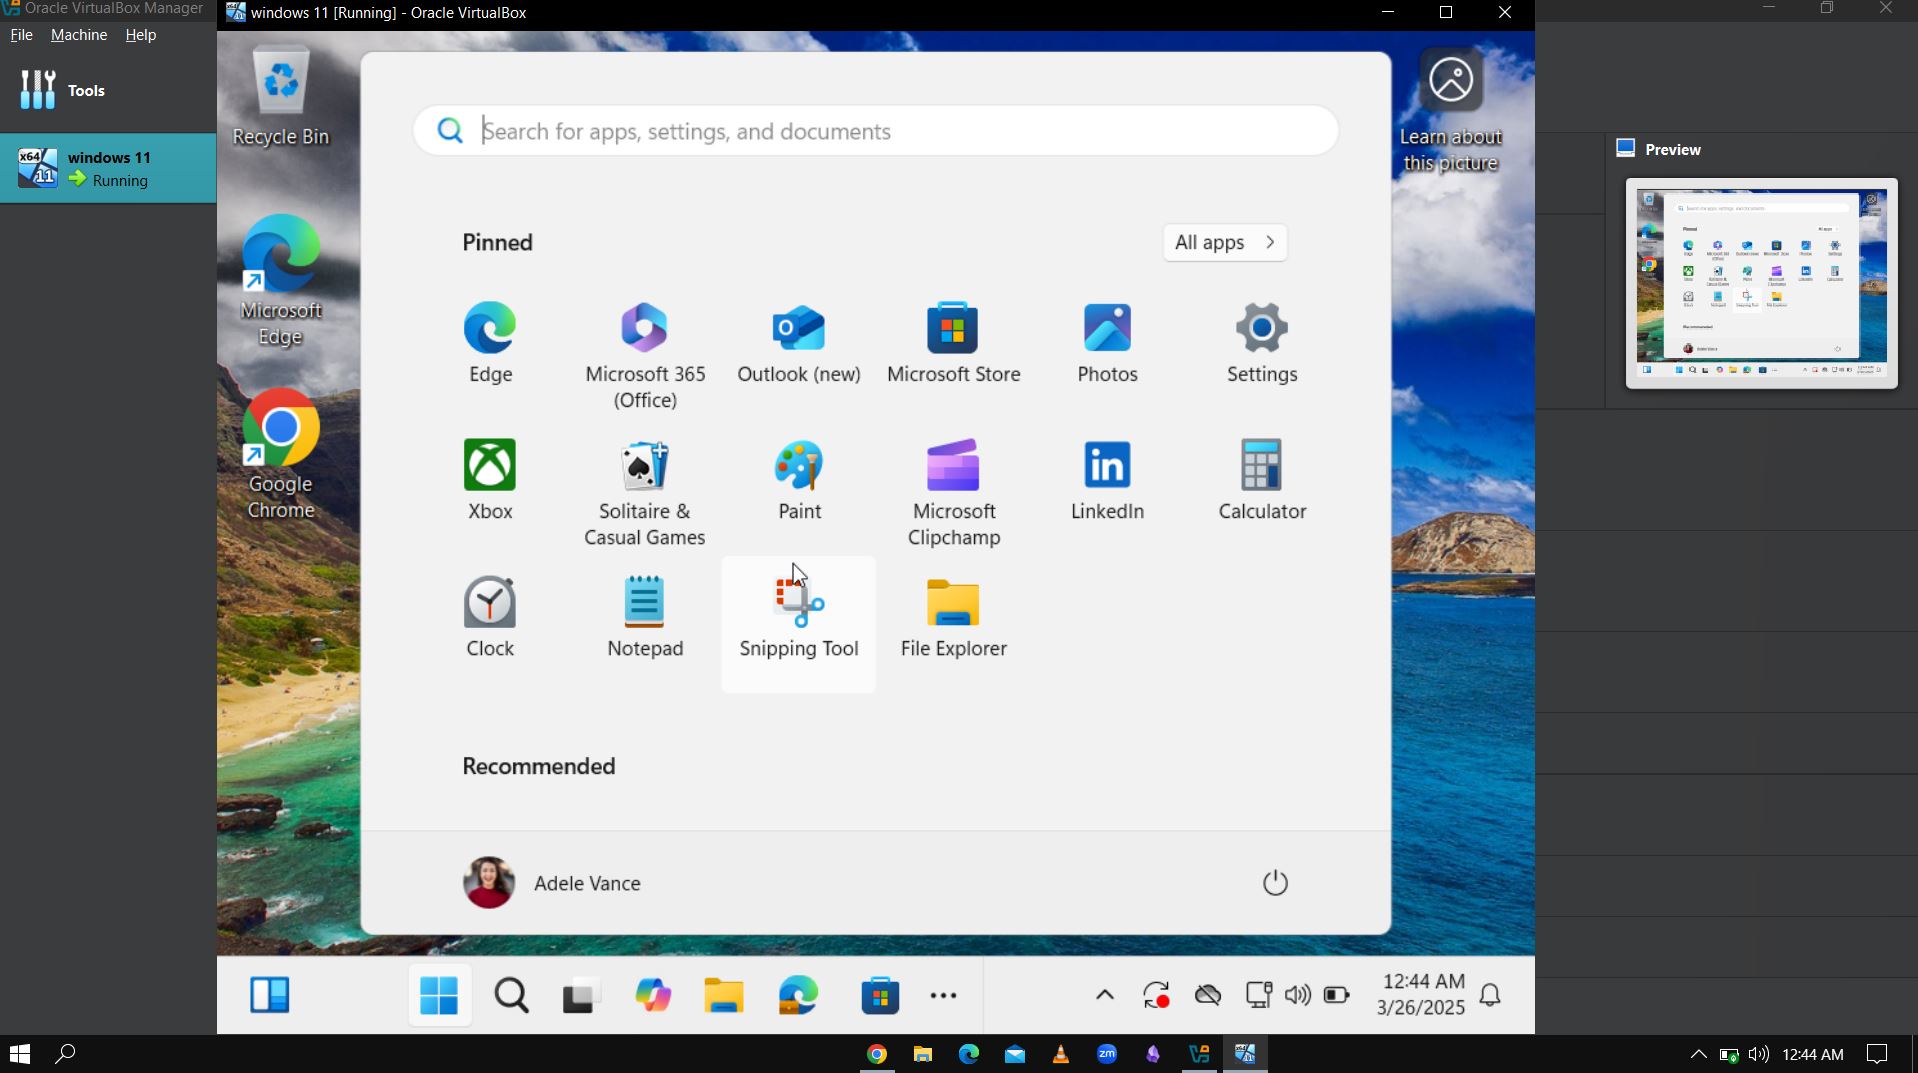 Oracle VirtualBox Manager
File Machine Help
Tools
windows 11
Running
windows 11 [Running] - Oracle VirtualBox
Recycle Bin
Microsoft
Edge
Google
Chrome
Learn about
this picture
Search for apps, settings, and documents
Pinned
All apps
Edge
Microsoft 365
(Office)
Outlook (new)
Microsoft Store
Photos
Settings
Xbox
Solitaire &
Casual Games
Paint
Microsoft
Clipchamp
LinkedIn
Calculator
Clock
Notepad
Snipping Tool
File Explorer
Recommended
Adele Vance
12:44 AM
3/26/2025
Preview
12:44 AM